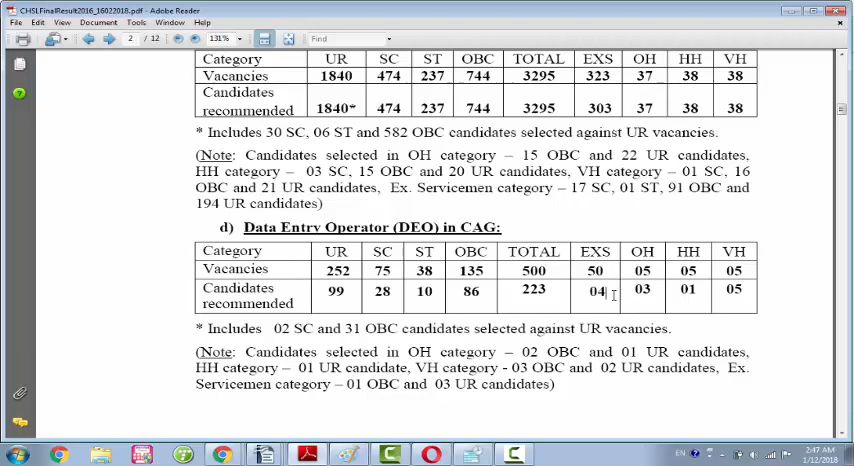 CHSLFinalResult2016_16022018.pdf - Adobe Reader
File Edit View Document Tools Window Help
2 / 12 131% Find
Category UR SC ST OBC TOTAL EXS OH HH VH
Vacancies 1840 474 237 744 3295 323 37 38 38
Candidates
recommended 1840* 474 237 744 3295 303 37 38 38
* Includes 30 SC, 06 ST and 582 OBC candidates selected against UR vacancies.
(Note: Candidates selected in OH category – 15 OBC and 22 UR candidates,
HH category – 03 SC, 15 OBC and 20 UR candidates, VH category – 01 SC, 16
OBC and 21 UR candidates, Ex. Servicemen category – 17 SC, 01 ST, 91 OBC and
194 UR candidates)
d) Data Entry Operator (DEO) in CAG:
Category UR SC ST OBC TOTAL EXS OH HH VH
Vacancies 252 75 38 135 500 50 05 05 05
Candidates 99 28 10 86 223 04 03 01 05
recommended
* Includes 02 SC and 31 OBC candidates selected against UR vacancies.
(Note: Candidates selected in OH category – 02 OBC and 01 UR candidates,
HH category – 01 UR candidate, VH category - 03 OBC and 02 UR candidates, Ex.
Servicemen category – 01 OBC and 03 UR candidates)
EN 2:47 AM
1/12/2018